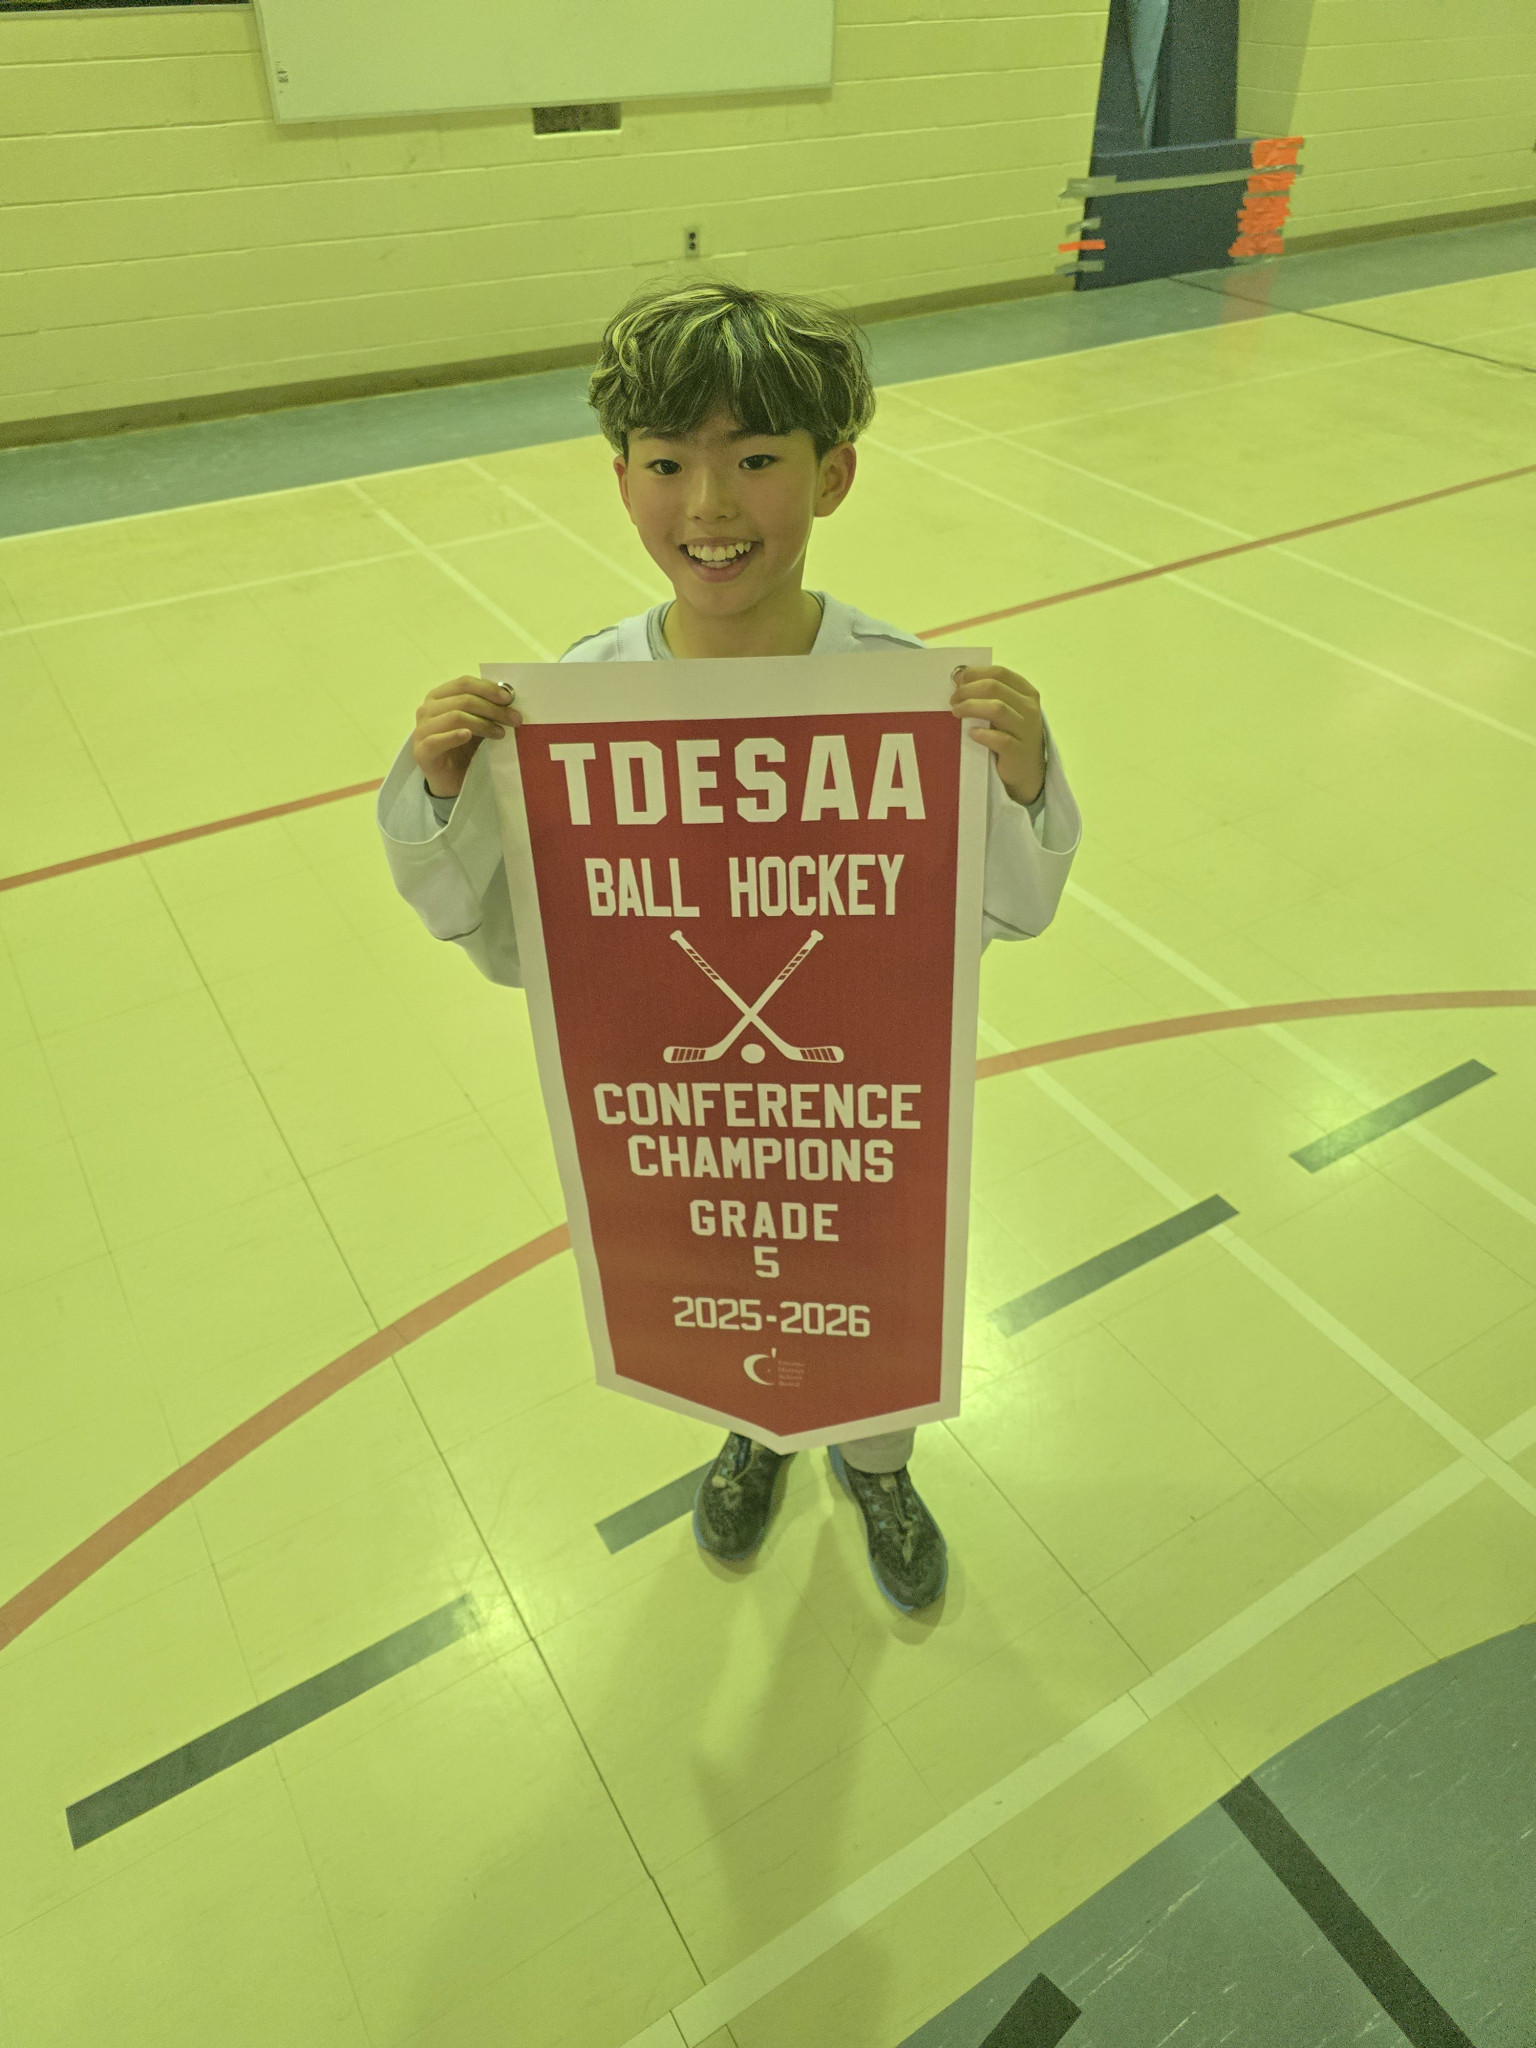 TDESAA
BALL HOCKEY
CONFERENCE
CHAMPIONS
GRADE
5
2025-2026